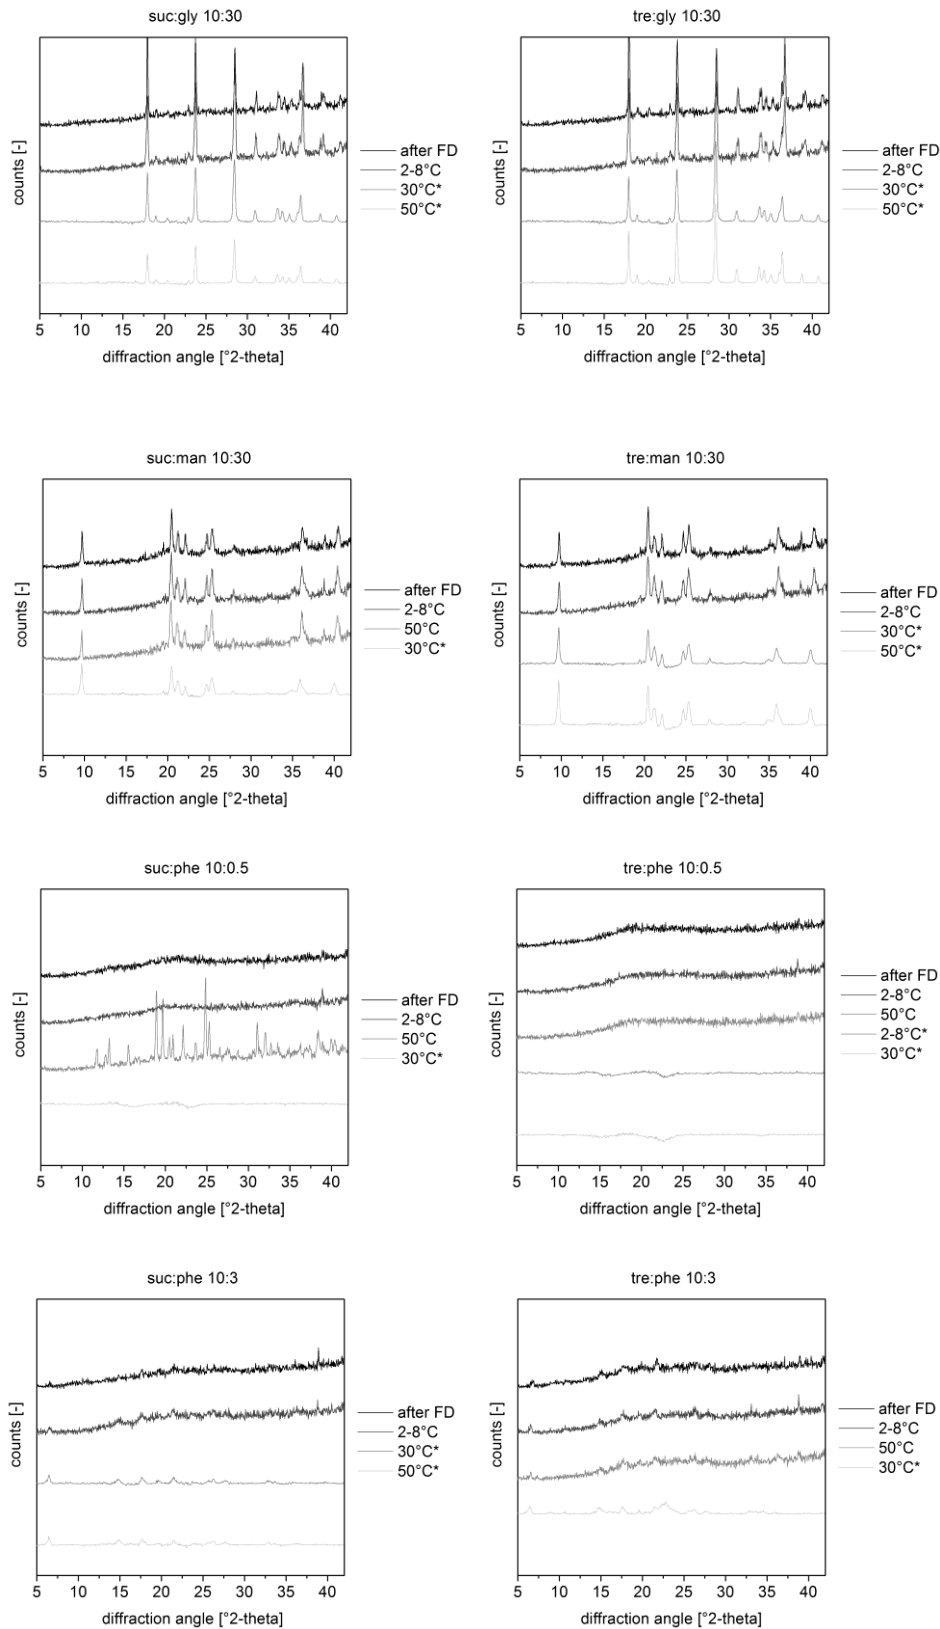 suc:gly 10:30
counts [-]
after FD
2-8°C
30°C*
50°C*
5 10 15 20 25 30 35 40
diffraction angle [°2-theta]
tre:gly 10:30
counts [-]
after FD
2-8°C
30°C*
50°C*
5 10 15 20 25 30 35 40
diffraction angle [°2-theta]
suc:man 10:30
counts [-]
after FD
2-8°C
50°C
30°C*
5 10 15 20 25 30 35 40
diffraction angle [°2-theta]
tre:man 10:30
counts [-]
after FD
2-8°C
30°C*
50°C*
5 10 15 20 25 30 35 40
diffraction angle [°2-theta]
suc:phe 10:0.5
counts [-]
after FD
2-8°C
50°C
30°C*
5 10 15 20 25 30 35 40
diffraction angle [°2-theta]
tre:phe 10:0.5
counts [-]
after FD
2-8°C
50°C
2-8°C*
30°C*
5 10 15 20 25 30 35 40
diffraction angle [°2-theta]
suc:phe 10:3
counts [-]
after FD
2-8°C
30°C*
50°C*
5 10 15 20 25 30 35 40
diffraction angle [°2-theta]
tre:phe 10:3
counts [-]
after FD
2-8°C
50°C
30°C*
5 10 15 20 25 30 35 40
diffraction angle [°2-theta]